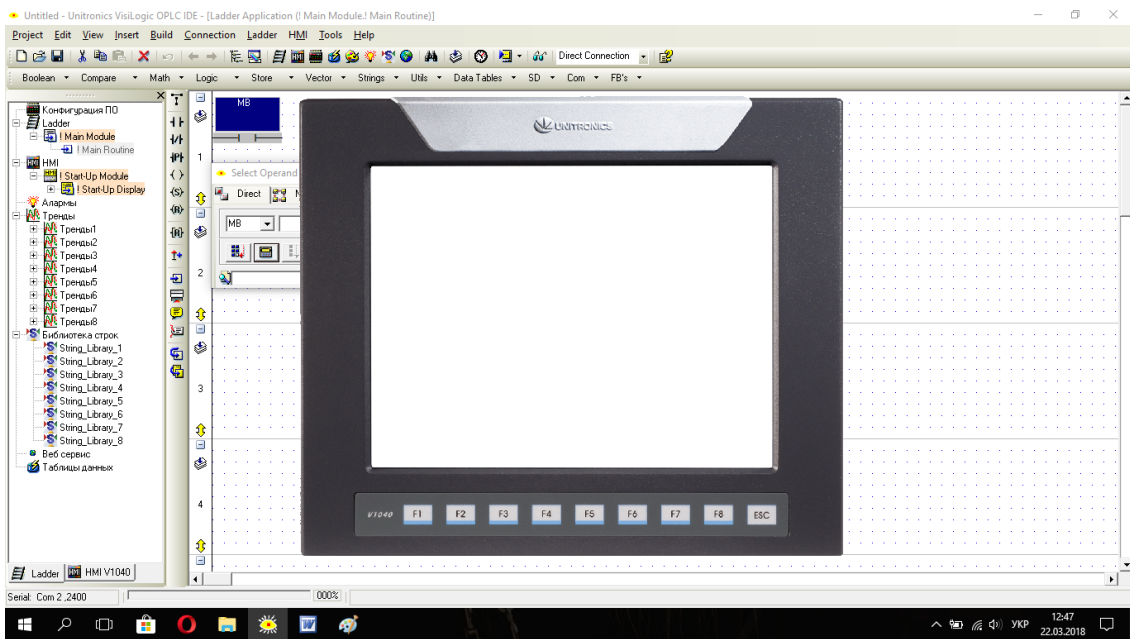 Untitled - Unitronics VisiLogic OPLC IDE - [Ladder Application (! Main Module.! Main Routine)]
Project Edit View Insert Build Connection Ladder HMI Tools Help
Direct Connection
Boolean Compare Math Logic Store Vector Strings Utils Data Tables SD Com FB's
Конфигурация ПО
Ladder
! Main Module
! Main Routine
HMI
! Start-Up Module
! Start-Up Display
Алармы
Тренды
Тренды1
Тренды2
Тренды3
Тренды4
Тренды5
Тренды6
Тренды7
Тренды8
Библиотека строк
String_Library_1
String_Library_2
String_Library_3
String_Library_4
String_Library_5
String_Library_6
String_Library_7
String_Library_8
Веб сервис
Таблицы данных
Ladder HMI V1040
MB
1
Select Operand
Direct
MB
2
3
4
UNITRONICS
V1040 F1 F2 F3 F4 F5 F6 F7 F8 ESC
Serial: Com 2 ,2400 000%
УКР 12:47
22.03.2018